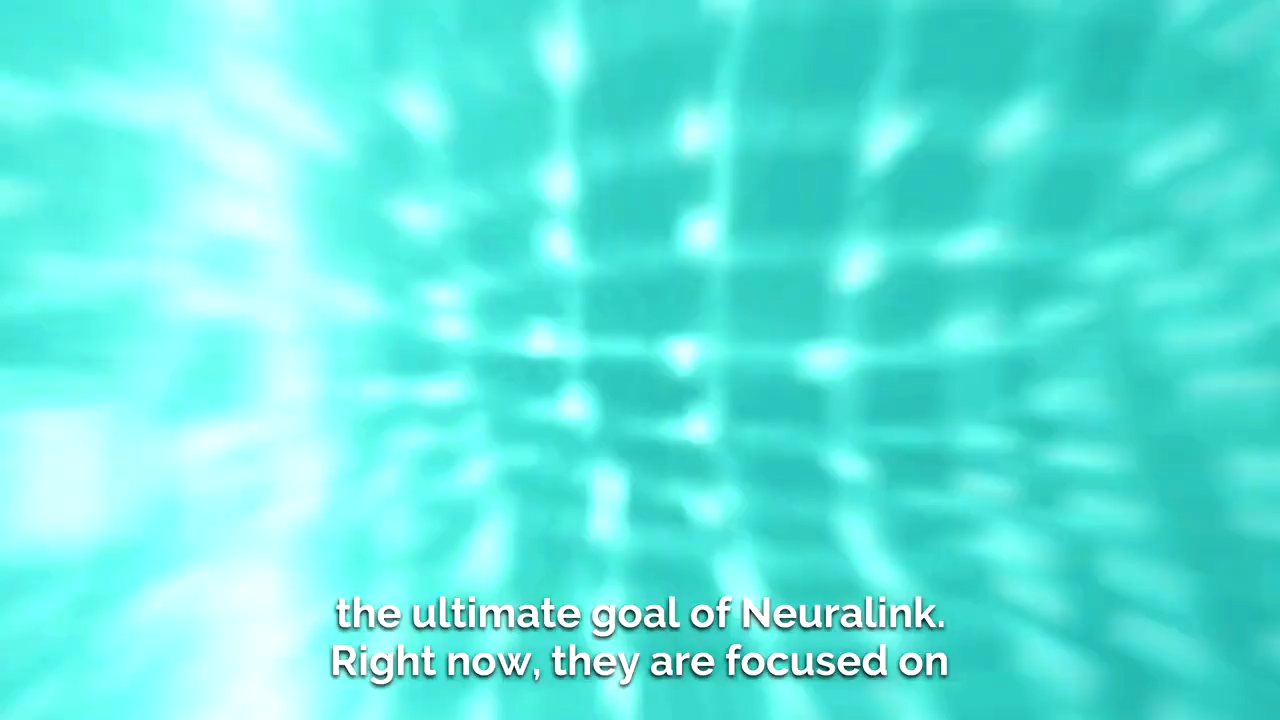 the ultimate goal of Neuralink.
Right now, they are focused on